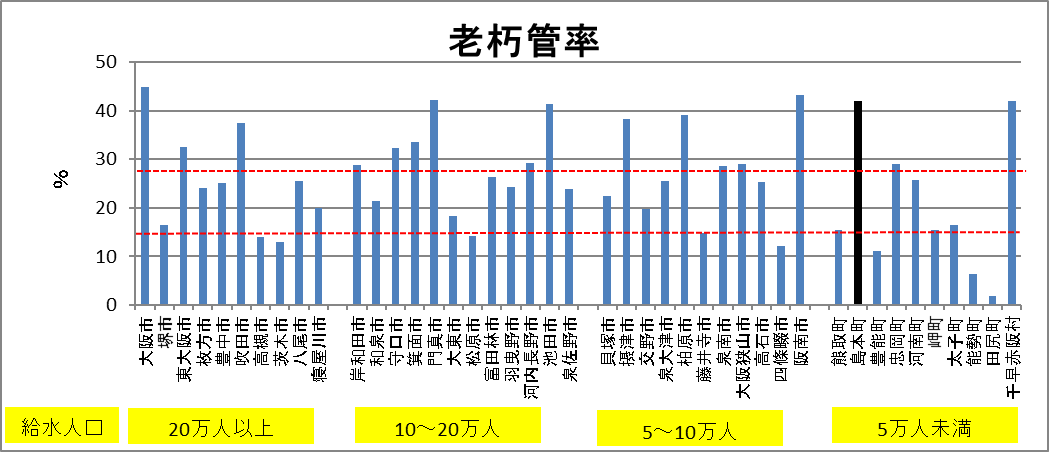 老朽管率
50
40
30
20
10
0
%
大阪市
堺市
東大阪市
枚方市
豊中市
吹田市
高槻市
茨木市
八尾市
寝屋川市
岸和田市
和泉市
守口市
箕面市
門真市
大東市
松原市
富田林市
羽曳野市
河内長野市
池田市
泉佐野市
貝塚市
摂津市
交野市
泉大津市
柏原市
藤井寺市
泉南市
大阪狭山市
高石市
四條畷市
阪南市
熊取町
島本町
豊能町
忠岡町
河南町
岬町
太子町
能勢町
田尻町
千早赤阪村
給水人口
20万人以上
10～20万人
5～10万人
5万人未満